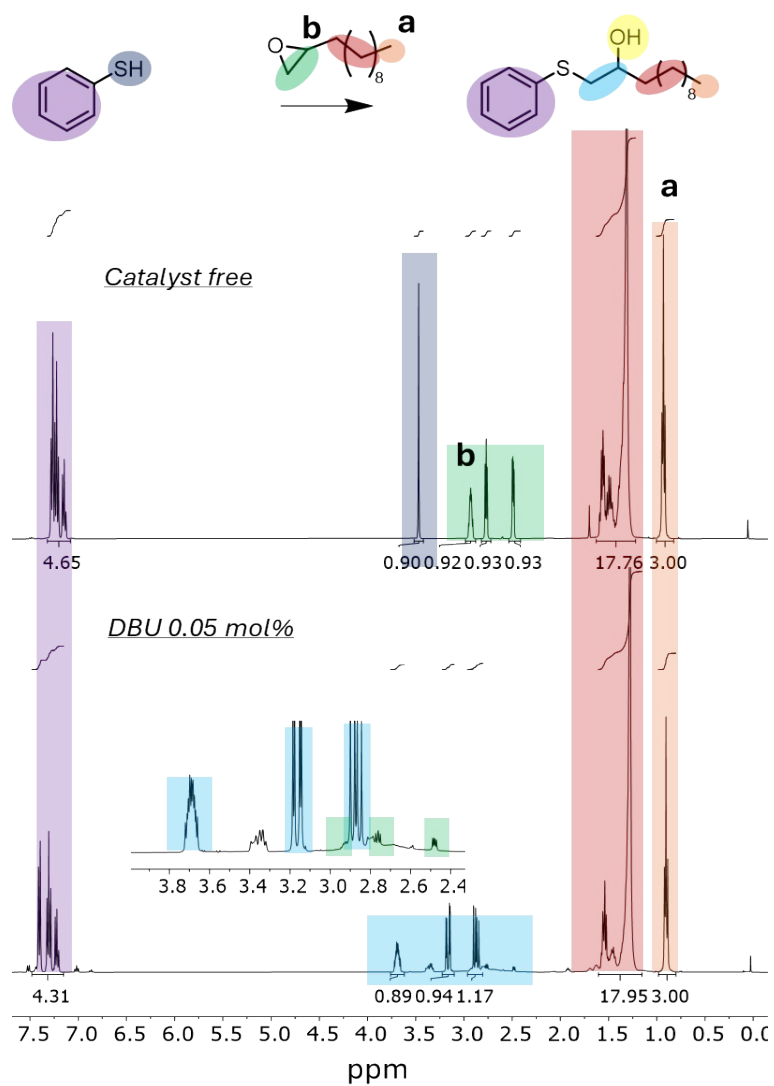 b
a
SH
O
8
OH
S
8
a
Catalyst free
b
4.65
0.90
0.92
0.93
0.93
17.76
3.00
DBU 0.05 mol%
3.8 3.6 3.4 3.2 3.0 2.8 2.6 2.4
4.31
0.89
0.94
1.17
17.95
3.00
7.5 7.0 6.5 6.0 5.5 5.0 4.5 4.0 3.5 3.0 2.5 2.0 1.5 1.0 0.5 0.0
ppm